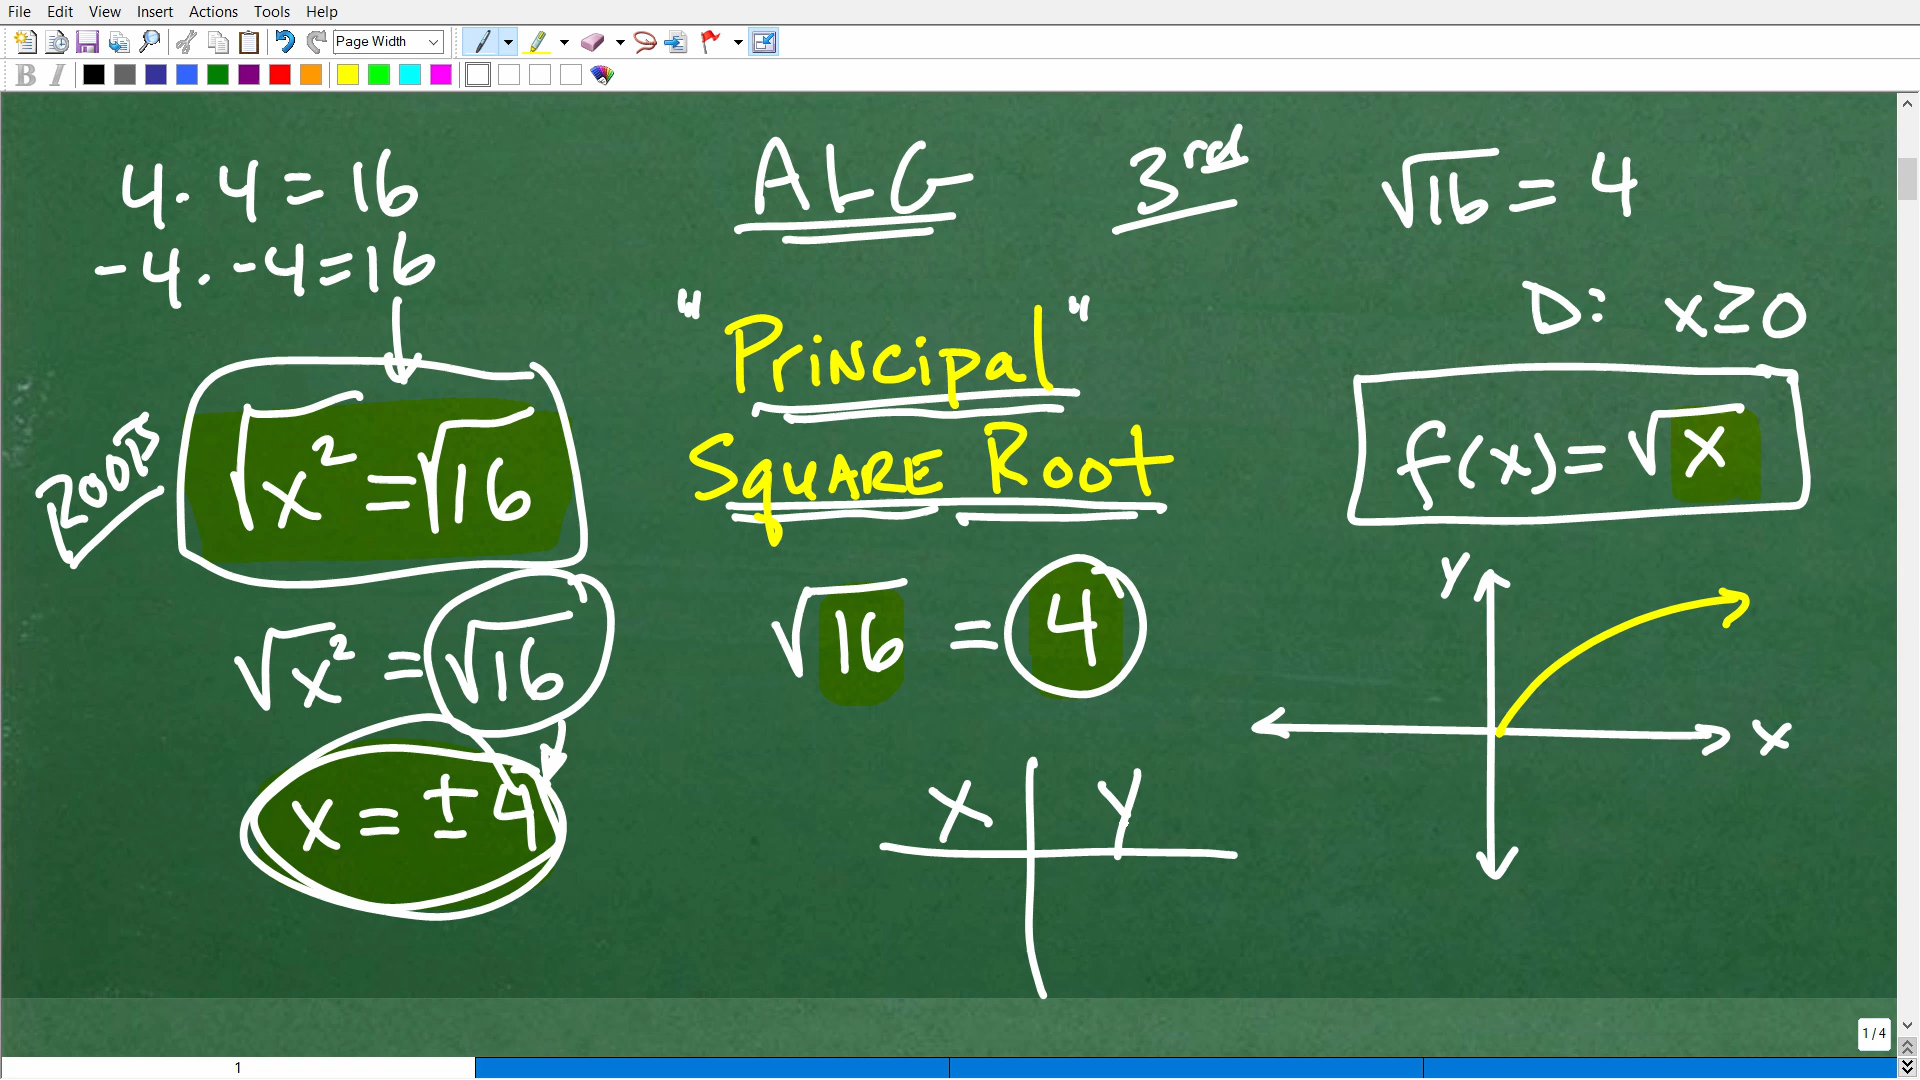 File Edit View Insert Actions Tools Help
Page Width
B I
4 · 4 = 16
-4 · -4 = 16
ROOTS
√x² = √16
√x² = √16
x = ± 4
ALG
3rd
"Principal"
SQUARE Root
√16 = 4
X Y
√16 = 4
D: x ≥ 0
f(x) = √x
Y
X
1 / 4
1